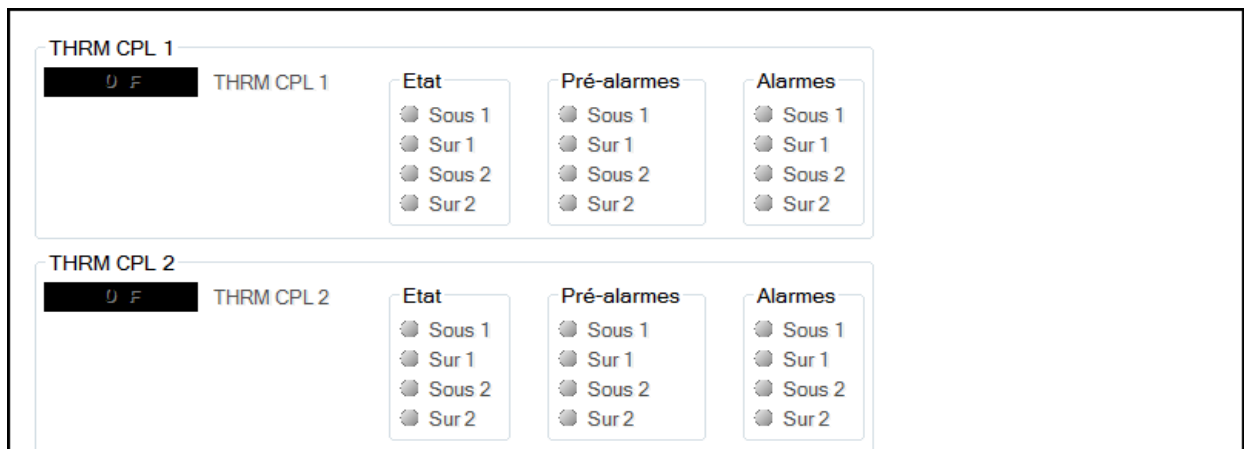 THRM CPL 1
0 F THRM CPL 1 Etat Pré-alarmes Alarmes
Sous 1 Sous 1 Sous 1
Sur 1 Sur 1 Sur 1
Sous 2 Sous 2 Sous 2
Sur 2 Sur 2 Sur 2
THRM CPL 2
0 F THRM CPL 2 Etat Pré-alarmes Alarmes
Sous 1 Sous 1 Sous 1
Sur 1 Sur 1 Sur 1
Sous 2 Sous 2 Sous 2
Sur 2 Sur 2 Sur 2